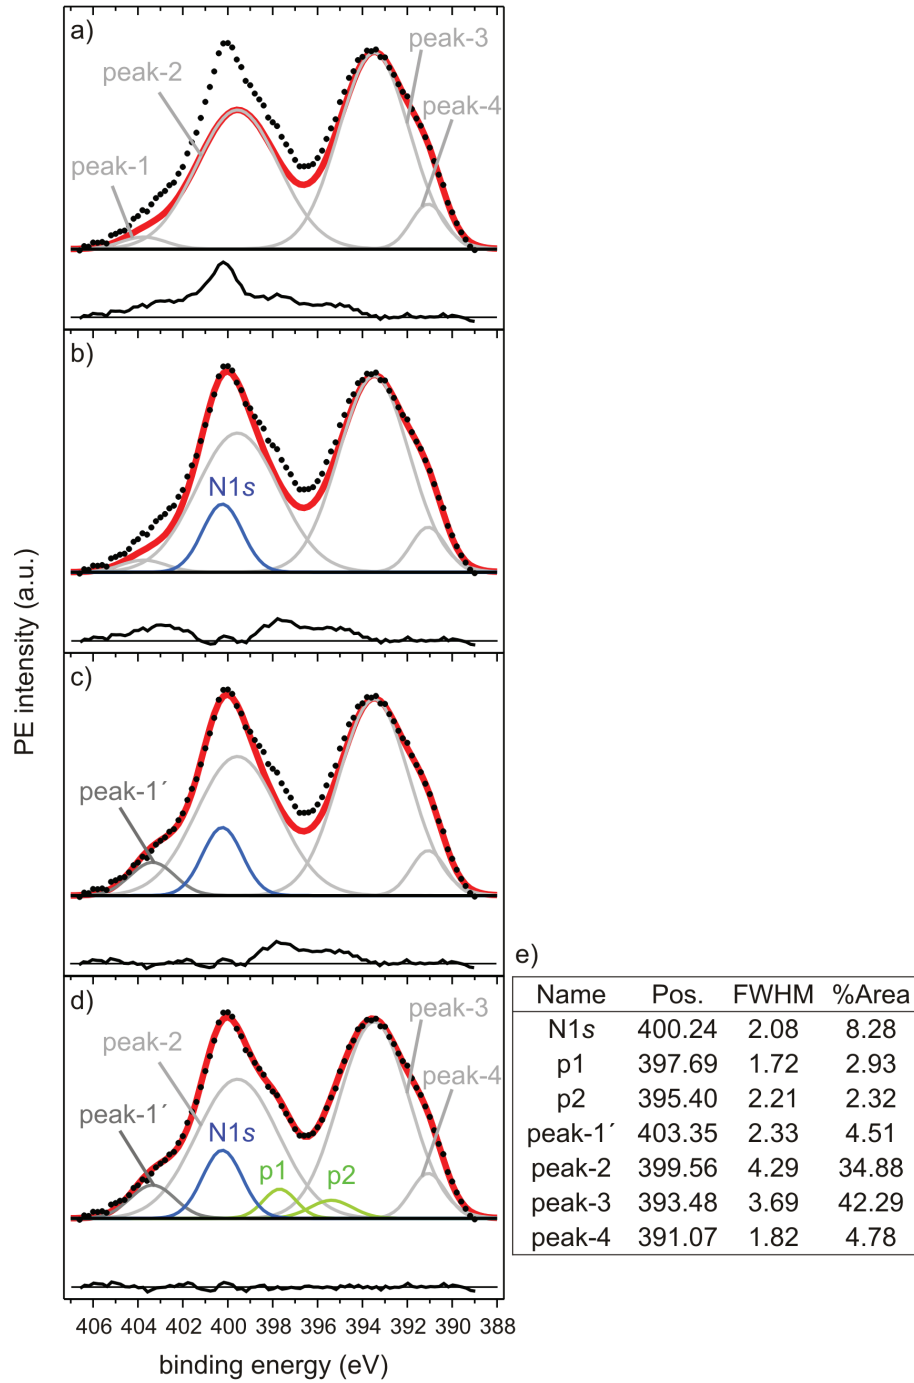 a)
peak-3
peak-2
peak-4
peak-1
b)
N1s
PE intensity (a.u.)
c)
peak-1´
d)
peak-3
peak-2
peak-4
peak-1´
N1s
p1
p2
406 404 402 400 398 396 394 392 390 388
binding energy (eV)
e)
Name Pos. FWHM %Area
N1s 400.24 2.08 8.28
p1 397.69 1.72 2.93
p2 395.40 2.21 2.32
peak-1´ 403.35 2.33 4.51
peak-2 399.56 4.29 34.88
peak-3 393.48 3.69 42.29
peak-4 391.07 1.82 4.78